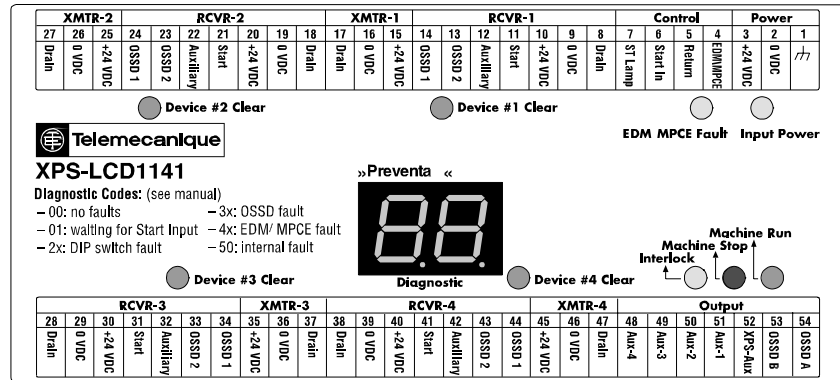 XMTR-2 RCVR-2 XMTR-1 RCVR-1 Control Power
27 26 25 24 23 22 21 20 19 18 17 16 15 14 13 12 11 10 9 8 7 6 5 4 3 2 1
Drain 0 VDC +24 VDC OSSD 1 OSSD 2 Auxiliary Start +24 VDC 0 VDC Drain Drain 0 VDC +24 VDC OSSD 1 OSSD 2 Auxiliary Start +24 VDC 0 VDC Drain ST Lamp Start In Return EDM/MPCE +24 VDC 0 VDC
Device #2 Clear Device #1 Clear
EDM MPCE Fault Input Power
Telemecanique
XPS-LCD1141
»Preventa «
Diagnostic Codes: (see manual)
– 00: no faults – 3x: OSSD fault
– 01: waiting for Start Input – 4x: EDM/ MPCE fault
– 2x: DIP switch fault – 50: internal fault
88
Machine Run
Machine Stop
Interlock
Device #3 Clear Diagnostic Device #4 Clear
RCVR-3 XMTR-3 RCVR-4 XMTR-4 Output
28 29 30 31 32 33 34 35 36 37 38 39 40 41 42 43 44 45 46 47 48 49 50 51 52 53 54
Drain 0 VDC +24 VDC Start Auxiliary OSSD 2 OSSD 1 +24 VDC 0 VDC Drain Drain 0 VDC +24 VDC Start Auxiliary OSSD 2 OSSD 1 +24 VDC 0 VDC Drain Aux-4 Aux-3 Aux-2 Aux-1 XPS-Aux OSSD B OSSD A